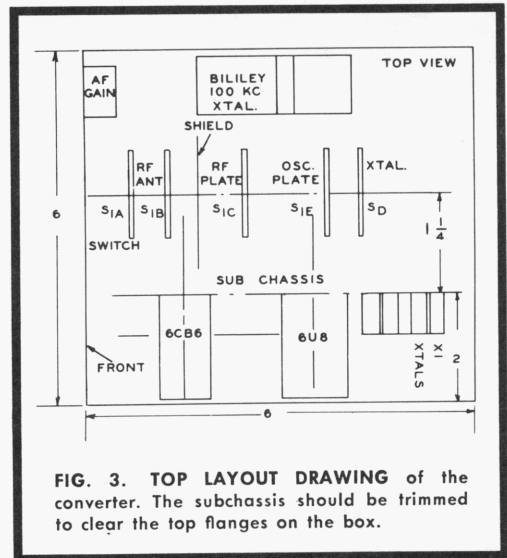 TOP VIEW
AF
GAIN
BILILEY
100 KC
XTAL.
SHIELD
RF
ANT
RF
PLATE
OSC.
PLATE
XTAL.
S1A
S1B
S1C
S1E
SD
SWITCH
6
1 1/4
SUB CHASSIS
6CB6
6U8
X1
XTALS
2
FRONT
6
FIG. 3. TOP LAYOUT DRAWING of the
converter. The subchassis should be trimmed
to clear the top flanges on the box.